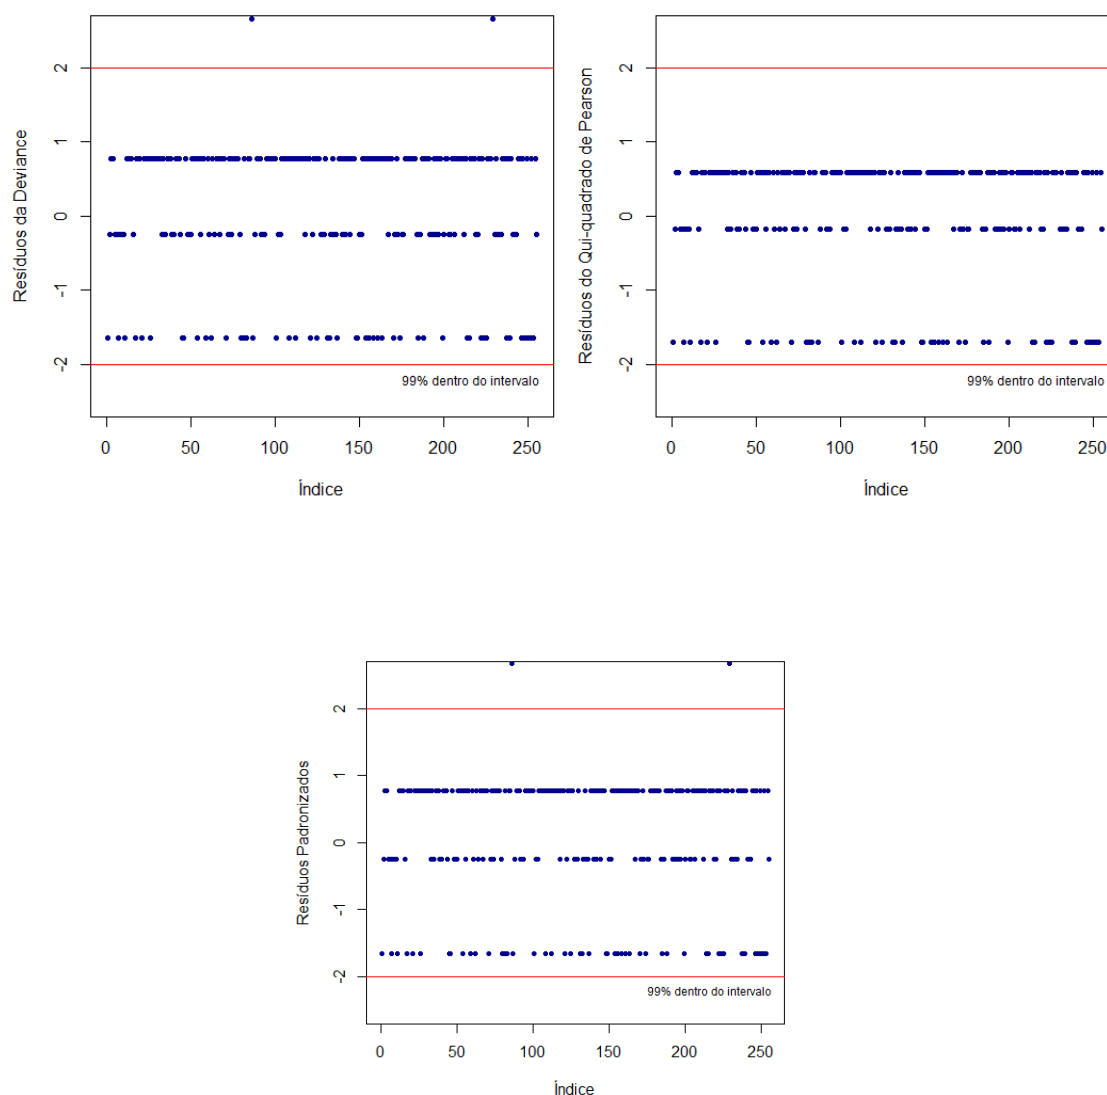 Resíduos da Deviance
2
1
0
-1
-2
99% dentro do intervalo
0 50 100 150 200 250
Índice
Resíduos do Qui-quadrado de Pearson
2
1
0
-1
-2
99% dentro do intervalo
0 50 100 150 200 250
Índice
Resíduos Padronizados
2
1
0
-1
-2
99% dentro do intervalo
0 50 100 150 200 250
Índice